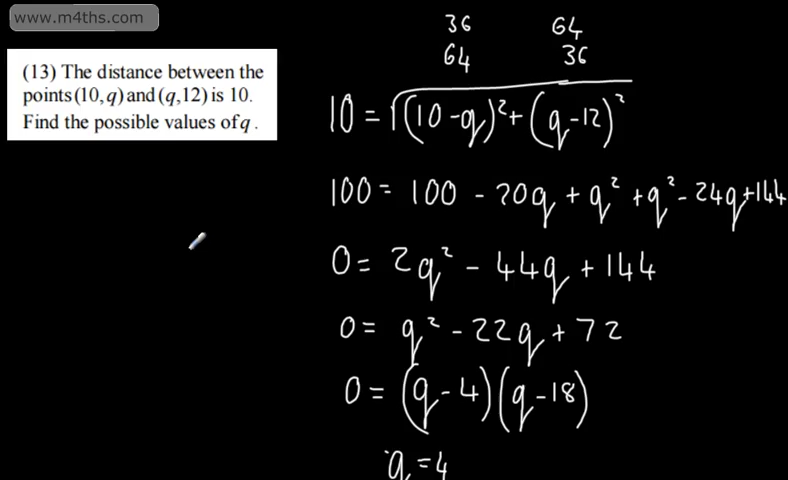 www.m4ths.com
36 64
64 36
(13) The distance between the
points (10, q) and (q,12) is 10.
Find the possible values of q .
10 = √(10 - q)² + (q - 12)²
100 = 100 - 20q + q² + q² - 24q + 144
0 = 2q² - 44q + 144
0 = q² - 22q + 72
0 = (q - 4)(q - 18)
q = 4